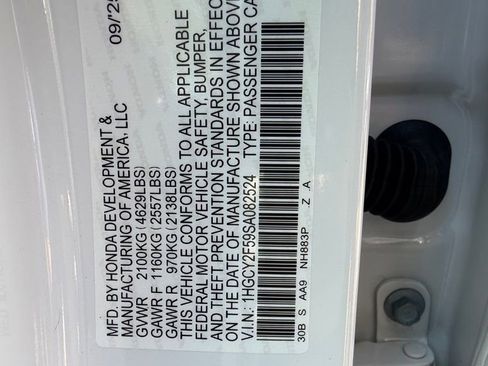 09/2
MFD. BY HONDA DEVELOPMENT &
MANUFACTURING OF AMERICA, LLC
GVWR 2100KG (4629LBS)
GAWR F 1160KG (2557LBS)
GAWR R 970KG (2138LBS)
THIS VEHICLE CONFORMS TO ALL APPLICABLE
FEDERAL MOTOR VEHICLE SAFETY, BUMPER,
AND THEFT PREVENTION STANDARDS IN EFFEC
ON THE DATE OF MANUFACTURE SHOWN ABOVE
V.I.N.: 1HGCY2F59SA082524 TYPE: PASSENGER CA
30B S AA9 NH883P Z A